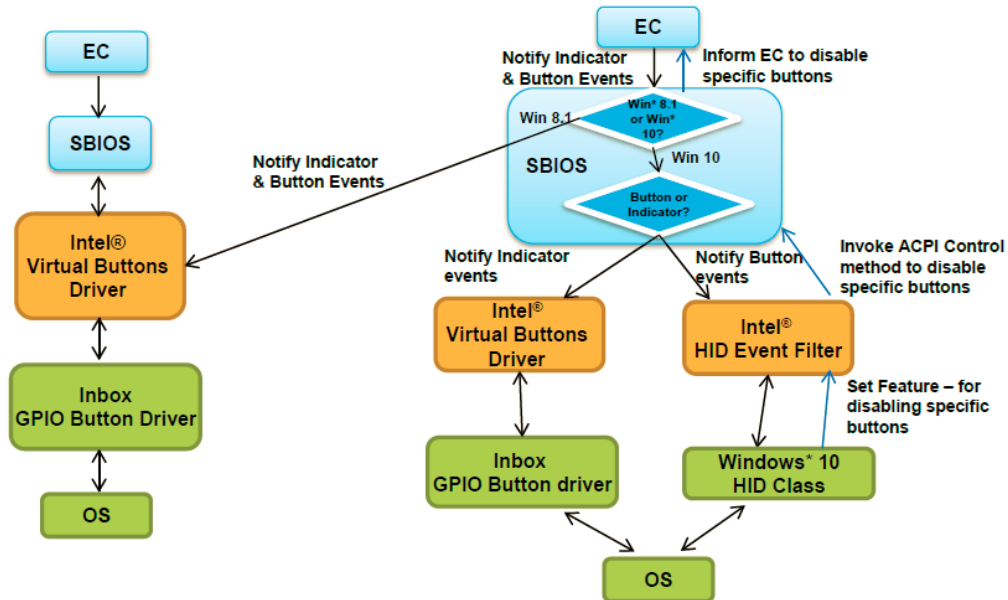 EC
SBIOS
Intel®
Virtual Buttons
Driver
Inbox
GPIO Button Driver
OS
Notify Indicator
& Button Events
EC
Notify Indicator
& Button Events
Inform EC to disable
specific buttons
Win 8.1
Win* 8.1
or Win*
10?
SBIOS
Win 10
Button or
Indicator?
Notify Indicator
events
Notify Button
events
Invoke ACPI Control
method to disable
specific buttons
Intel®
Virtual Buttons
Driver
Intel®
HID Event Filter
Set Feature – for
disabling specific
buttons
Inbox
GPIO Button driver
Windows* 10
HID Class
OS